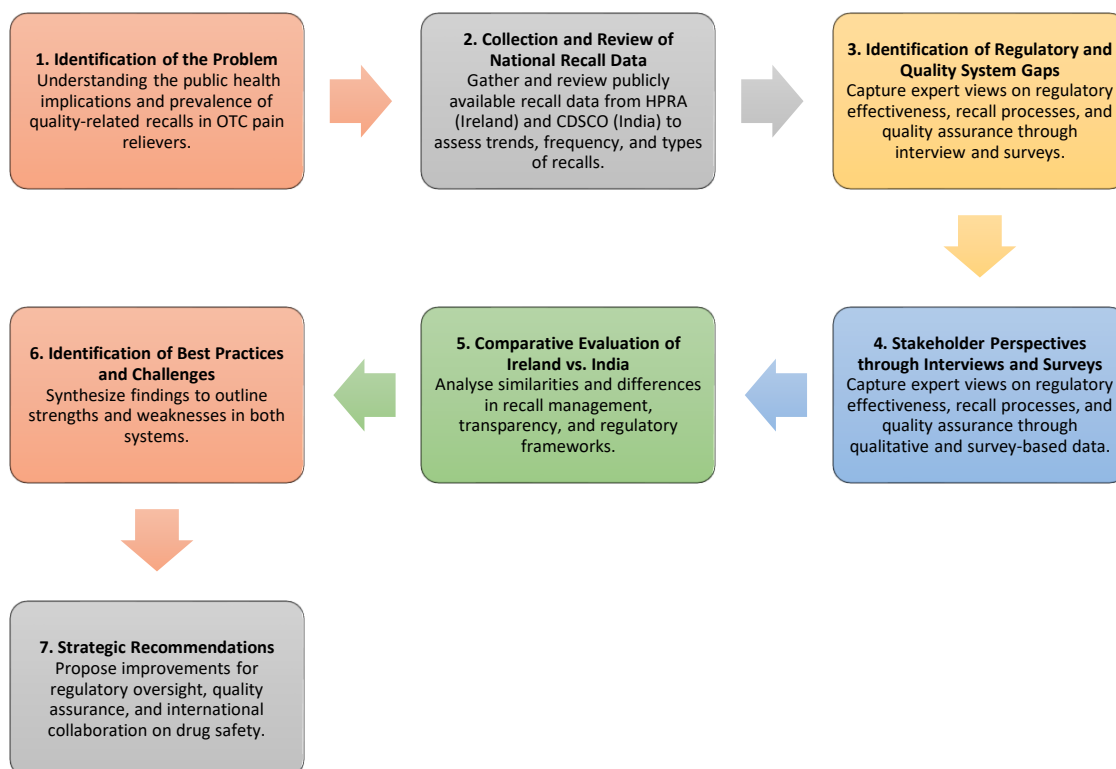 1. Identification of the Problem
Understanding the public health
implications and prevalence of
quality-related recalls in OTC pain
relievers.
2. Collection and Review of
National Recall Data
Gather and review publicly
available recall data from HPRA
(Ireland) and CDSCO (India) to
assess trends, frequency, and types
of recalls.
3. Identification of Regulatory and
Quality System Gaps
Capture expert views on regulatory
effectiveness, recall processes, and
quality assurance through
interview and surveys.
4. Stakeholder Perspectives
through Interviews and Surveys
Capture expert views on regulatory
effectiveness, recall processes, and
quality assurance through
qualitative and survey-based data.
5. Comparative Evaluation of
Ireland vs. India
Analyse similarities and differences
in recall management,
transparency, and regulatory
frameworks.
6. Identification of Best Practices
and Challenges
Synthesize findings to outline
strengths and weaknesses in both
systems.
7. Strategic Recommendations
Propose improvements for
regulatory oversight, quality
assurance, and international
collaboration on drug safety.